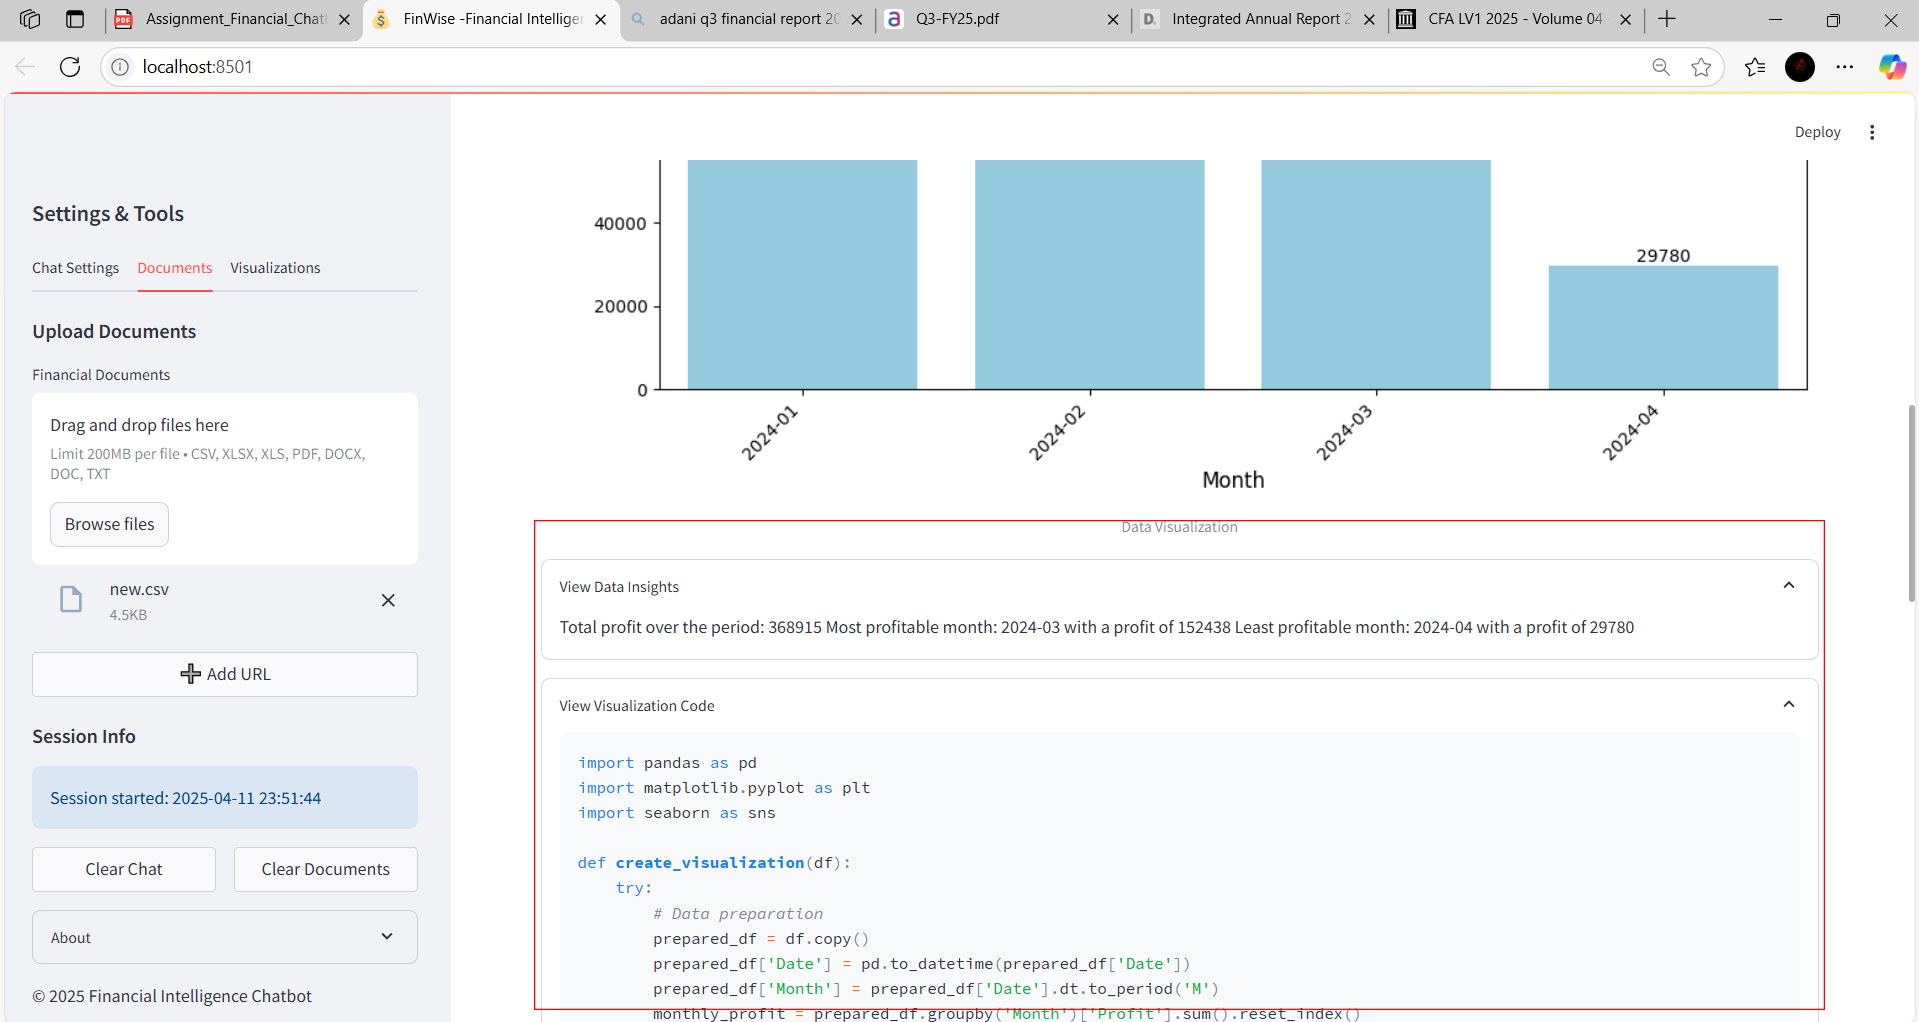 Assignment_Financial_Chat
FinWise -Financial Intelliger
adani q3 financial report 20
Q3-FY25.pdf
Integrated Annual Report 2
CFA LV1 2025 - Volume 04
localhost:8501
Deploy
Settings & Tools
Chat Settings
Documents
Visualizations
Upload Documents
Financial Documents
Drag and drop files here
Limit 200MB per file • CSV, XLSX, XLS, PDF, DOCX,
DOC, TXT
Browse files
new.csv
4.5KB
Add URL
Session Info
Session started: 2025-04-11 23:51:44
Clear Chat
Clear Documents
About
© 2025 Financial Intelligence Chatbot
40000
29780
20000
0
2024-01
2024-02
2024-03
2024-04
Month
Data Visualization
View Data Insights
Total profit over the period: 368915 Most profitable month: 2024-03 with a profit of 152438 Least profitable month: 2024-04 with a profit of 29780
View Visualization Code
import pandas as pd
import matplotlib.pyplot as plt
import seaborn as sns
def create_visualization(df):
try:
# Data preparation
prepared_df = df.copy()
prepared_df['Date'] = pd.to_datetime(prepared_df['Date'])
prepared_df['Month'] = prepared_df['Date'].dt.to_period('M')
monthly_profit = prepared_df.groupby('Month')['Profit'].sum().reset_index()